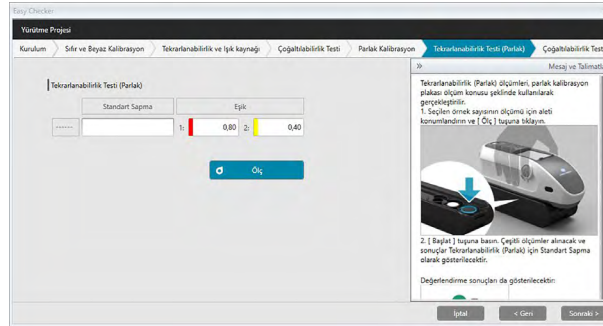 Easy Checker
Yürütme Projesi
Kurulum
Sıfır ve Beyaz Kalibrasyon
Tekrarlanabilirlik ve Işık kaynağı
Çoğaltılabilirlik Testi
Parlak Kalibrasyon
Tekrarlanabilirlik Testi (Parlak)
Çoğaltılabilirlik Test
» Mesaj ve Talimatla
Tekrarlanabilirlik Testi (Parlak)
Standart Sapma
Eşik
------
1: 0,80 2: 0,40
Ölç
Tekrarlanabilirlik (Parlak) ölçümleri, parlak kalibrasyon
plakası ölçüm konusu şeklinde kullanılarak
gerçekleştirilir.
1. Seçilen örnek sayısının ölçümü için aleti
konumlandırın ve [ Ölç ] tuşuna tıklayın.
2. [ Başlat ] tuşuna basın. Çeşitli ölçümler alınacak ve
sonuçlar Tekrarlanabilirlik (Parlak) için Standart Sapma
olarak gösterilecektir.
Değerlendirme sonuçları da gösterilecektir:
İptal
< Geri
Sonraki >